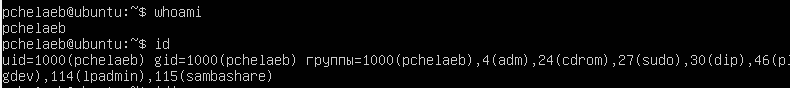 pchelaeb@ubuntu:~$ whoami
pchelaeb
pchelaeb@ubuntu:~$ id
uid=1000(pchelaeb) gid=1000(pchelaeb) группы=1000(pchelaeb),4(adm),24(cdrom),27(sudo),30(dip),46(pl
gdev),114(lpadmin),115(sambashare)